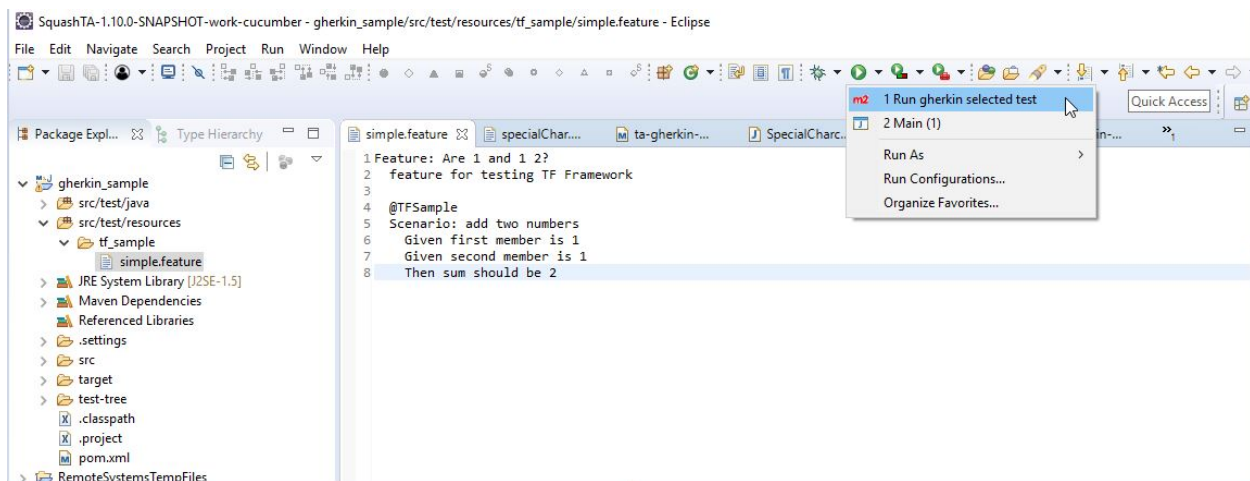 SquashTA-1.10.0-SNAPSHOT-work-cucumber - gherkin_sample/src/test/resources/tf_sample/simple.feature - Eclipse
File Edit Navigate Search Project Run Window Help
1 Run gherkin selected test
2 Main (1)
Run As
Run Configurations...
Organize Favorites...
Quick Access
Package Expl...
Type Hierarchy
simple.feature
specialChar....
ta-gherkin-...
SpecialCharc..
in-...
»1
gherkin_sample
src/test/java
src/test/resources
tf_sample
simple.feature
JRE System Library [J2SE-1.5]
Maven Dependencies
Referenced Libraries
.settings
src
target
test-tree
.classpath
.project
pom.xml
RemoteSystemsTempFiles
1 Feature: Are 1 and 1 2?
2 feature for testing TF Framework
3
4 @TFSample
5 Scenario: add two numbers
6 Given first member is 1
7 Given second member is 1
8 Then sum should be 2